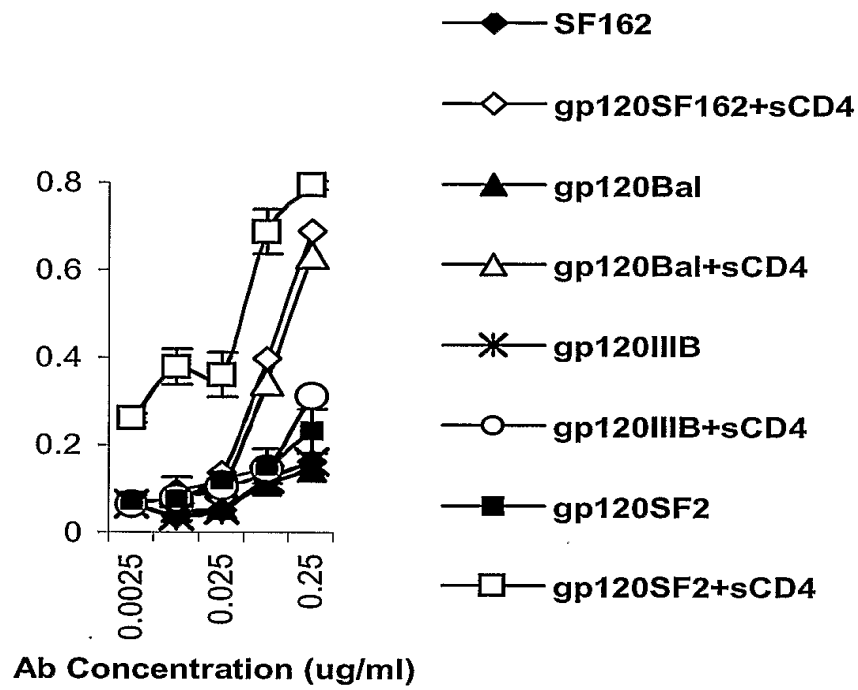 SF162
gp120SF162+sCD4
gp120Bal
gp120Bal+sCD4
gp120IIIB
gp120IIIB+sCD4
gp120SF2
gp120SF2+sCD4
0.8
0.6
0.4
0.2
0
0.0025
0.025
0.25
Ab Concentration (ug/ml)